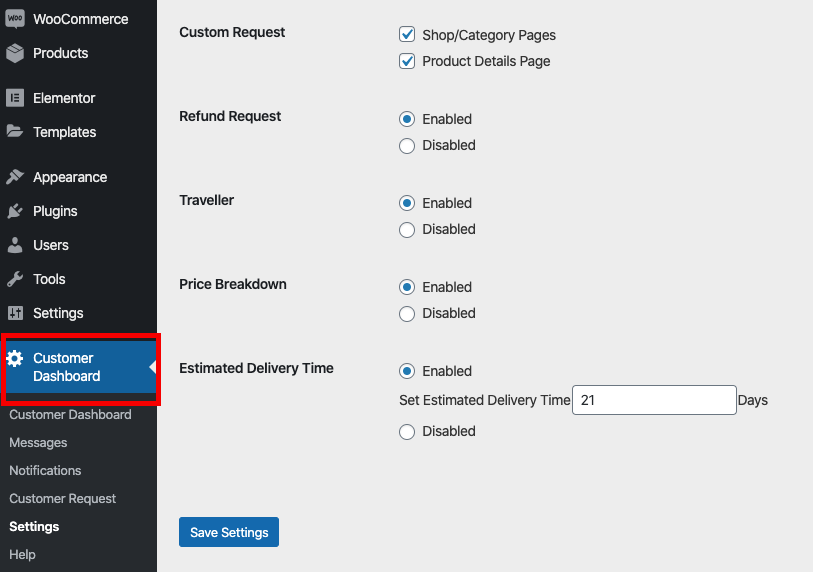 WOO WooCommerce
Products
Elementor
Templates
Appearance
Plugins
Users
Tools
Settings
Customer
Dashboard
Customer Dashboard
Messages
Notifications
Customer Request
Settings
Help
Custom Request
Shop/Category Pages
Product Details Page
Refund Request
Enabled
Disabled
Traveller
Enabled
Disabled
Price Breakdown
Enabled
Disabled
Estimated Delivery Time
Enabled
Set Estimated Delivery Time 21 Days
Disabled
Save Settings